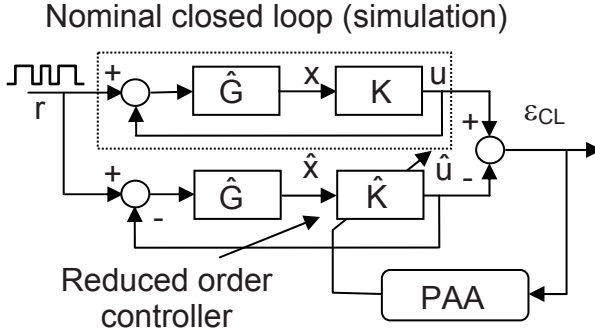 Nominal closed loop (simulation)
+
r
Ĝ
x
K
u
+
ε_CL
x̂
û
+
-
Ĝ
K̂
-
Reduced order
controller
PAA